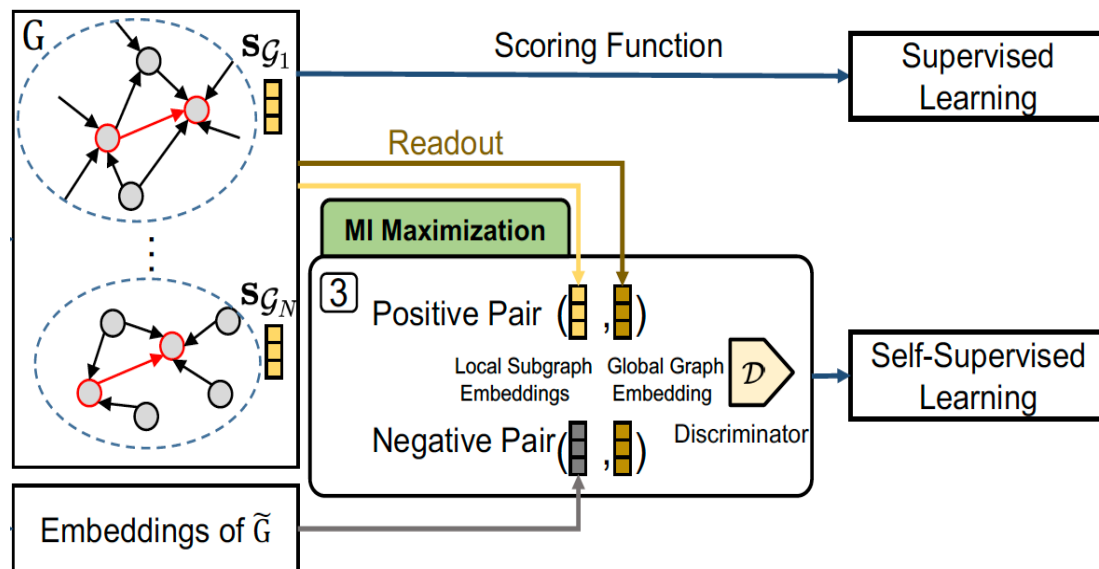 G
𝐬𝒢₁
Scoring Function
Supervised
Learning
Readout
MI Maximization
⋮
𝐬𝒢_N
3
Positive Pair ( , )
Local Subgraph
Embeddings
Global Graph
Embedding
𝒟
Self-Supervised
Learning
Negative Pair ( , )
Discriminator
Embeddings of G̃